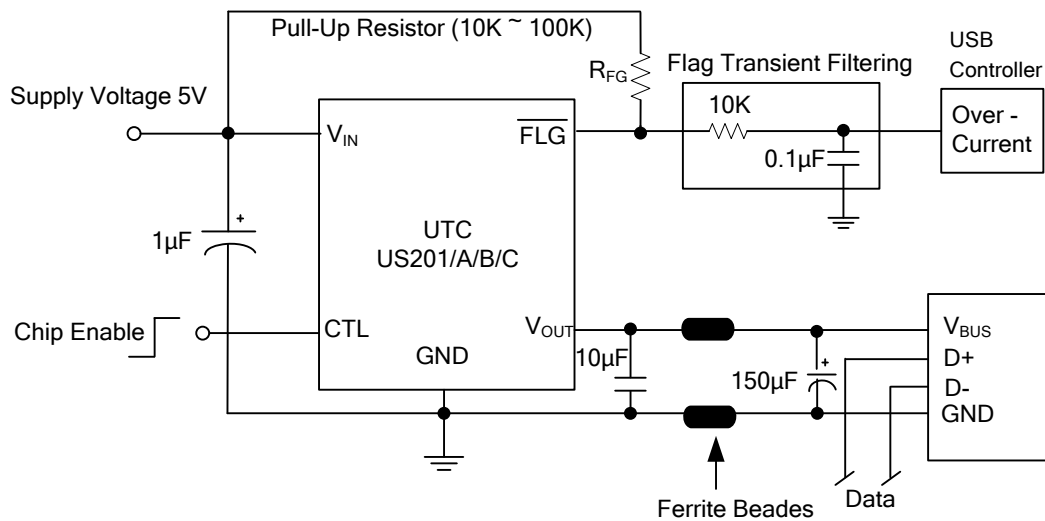 Pull-Up Resistor (10K ~ 100K)
USB
Controller
Flag Transient Filtering
RFG
Supply Voltage 5V
10K
VIN
FLG
Over -
Current
0.1µF
+
1µF
UTC
US201/A/B/C
Chip Enable
CTL
VOUT
GND
10µF
+
150µF
VBUS
D+
D-
GND
Data
Ferrite Beades